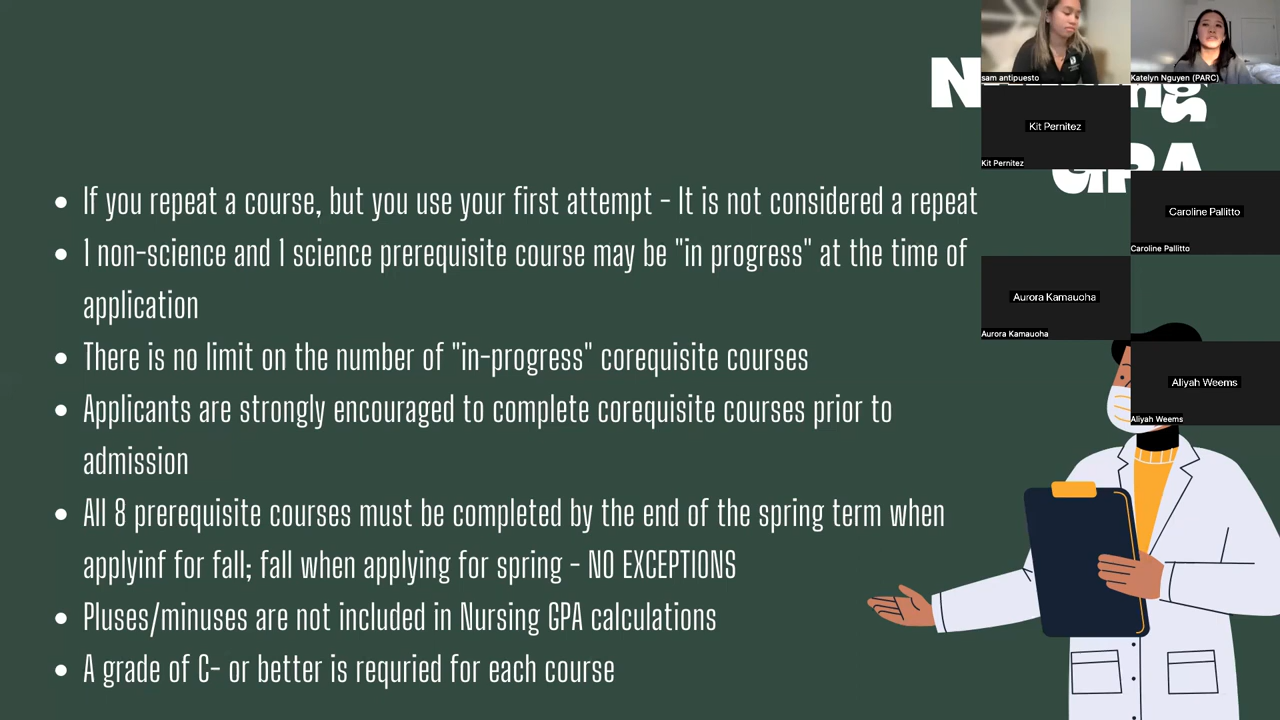 sam antipuesto
Katelyn Nguyen (PARC)
Kit Pernitez
Kit Pernitez
GPA
Caroline Pallitto
Caroline Pallitto
Aurora Kamauoha
Aurora Kamauoha
Aliyah Weems
Aliyah Weems
• If you repeat a course, but you use your first attempt - It is not considered a repeat
• 1 non-science and 1 science prerequisite course may be "in progress" at the time of
application
• There is no limit on the number of "in-progress" corequisite courses
• Applicants are strongly encouraged to complete corequisite courses prior to
admission
• All 8 prerequisite courses must be completed by the end of the spring term when
applyinf for fall; fall when applying for spring - NO EXCEPTIONS
• Pluses/minuses are not included in Nursing GPA calculations
• A grade of C- or better is requried for each course